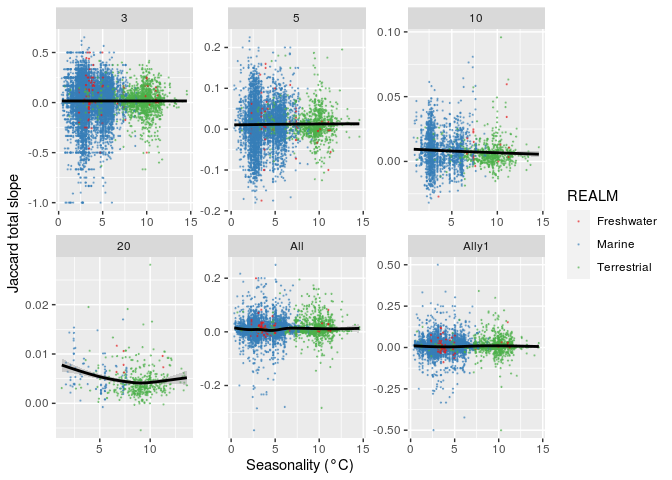 3
5
10
0.5
0.0
-0.5
-1.0
0.2
0.1
0.0
-0.1
-0.2
0.10
0.05
0.00
0 5 10 15
0 5 10 15
5 10 15
Jaccard total slope
20
All
Ally1
0.02
0.01
0.00
0.2
0.0
-0.2
0.50
0.25
0.00
-0.25
-0.50
5 10
0 5 10 15
0 5 10 15
Seasonality (°C)
REALM
Freshwater
Marine
Terrestrial